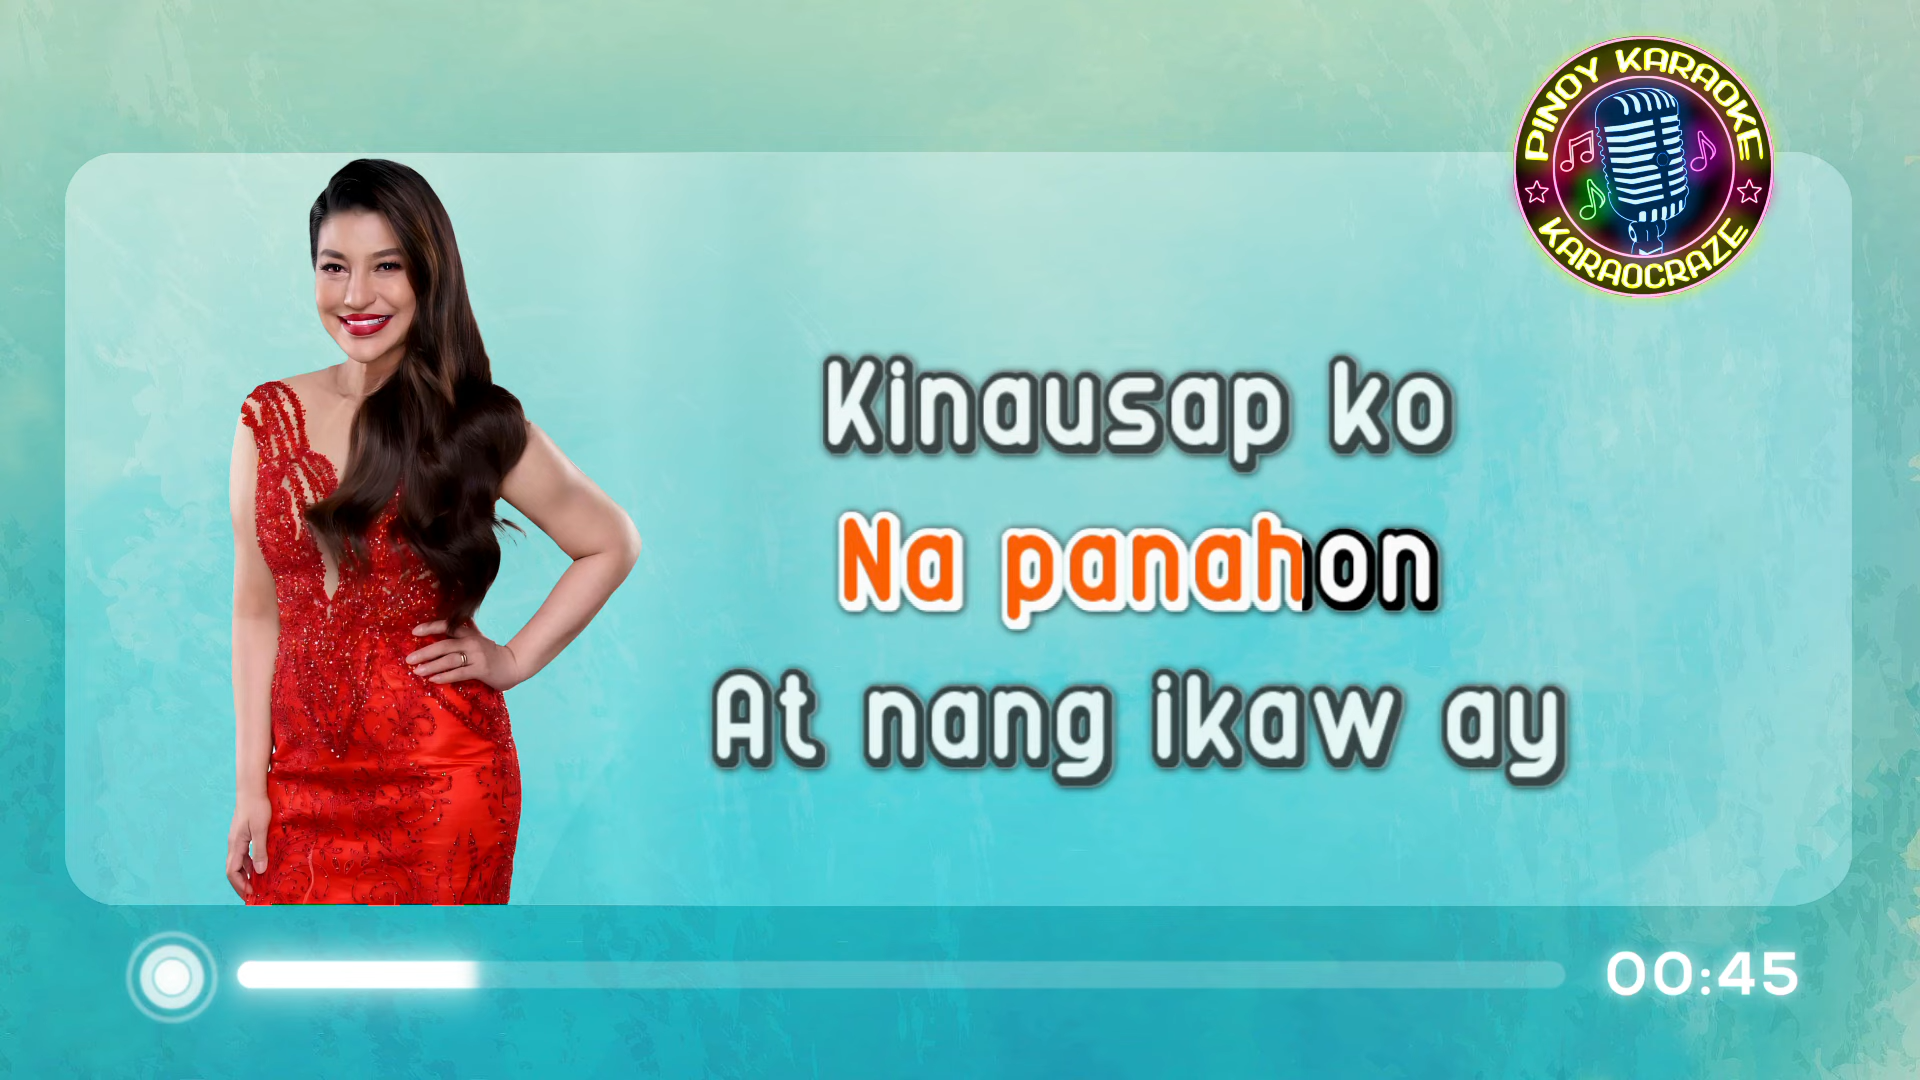 PINOY KARAOKE
KARAOCRAZE
Kinausap ko
Na panahon
At nang ikaw ay
00:45